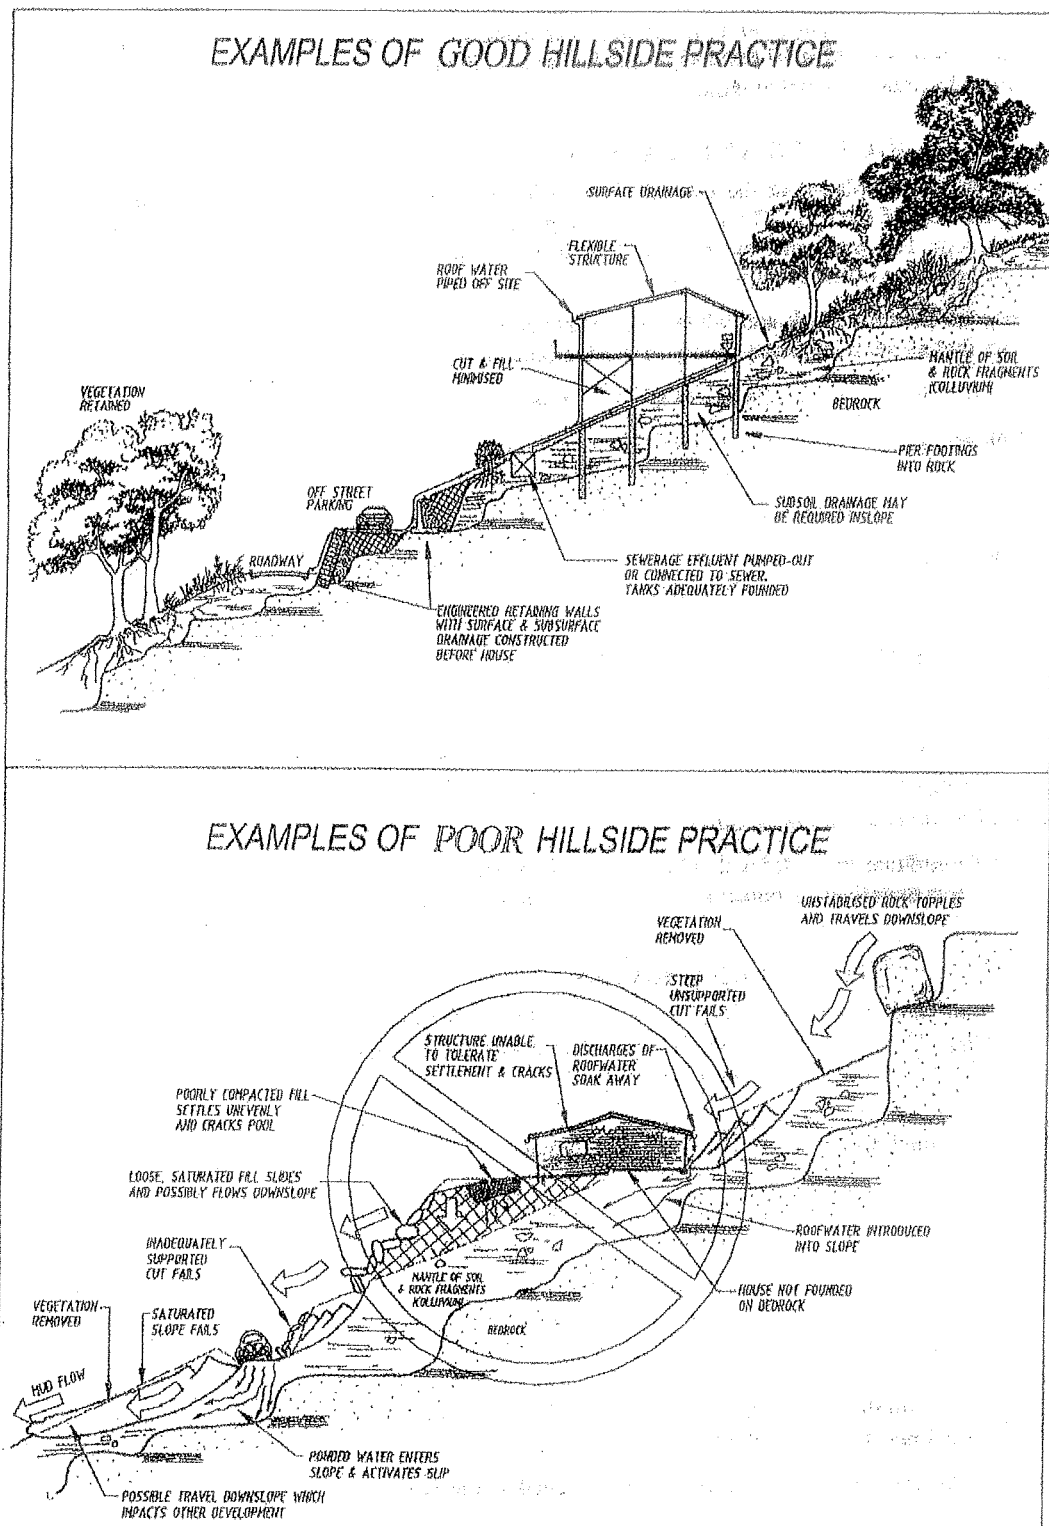 EXAMPLES OF GOOD HILLSIDE PRACTICE
SURFACE DRAINAGE
FLEXIBLE
STRUCTURE
ROOF WATER
PIPED OFF SITE
CUT & FILL
MINIMISED
MANTLE OF SOIL
& ROCK FRAGMENTS
(COLLUVIUM)
BEDROCK
VEGETATION
RETAINED
PIER FOOTINGS
INTO ROCK
OFF STREET
PARKING
SUBSOIL DRAINAGE MAY
BE REQUIRED INSLOPE
ROADWAY
SEWERAGE EFFLUENT PUMPED-OUT
OR CONNECTED TO SEWER.
TANKS ADEQUATELY FOUNDED
ENGINEERED RETAINING WALLS
WITH SURFACE & SUBSURFACE
DRAINAGE CONSTRUCTED
BEFORE HOUSE
EXAMPLES OF POOR HILLSIDE PRACTICE
UNSTABILISED ROCK TOPPLES
AND TRAVELS DOWNSLOPE
VEGETATION
REMOVED
STEEP
UNSUPPORTED
CUT FAILS
STRUCTURE UNABLE
TO TOLERATE
SETTLEMENT & CRACKS
DISCHARGES OF
ROOFWATER
SOAK AWAY
POORLY COMPACTED FILL
SETTLES UNEVENLY
AND CRACKS POOL
LOOSE, SATURATED FILL SLIDES
AND POSSIBLY FLOWS DOWNSLOPE
ROOFWATER INTRODUCED
INTO SLOPE
INADEQUATELY
SUPPORTED
CUT FAILS
MANTLE OF SOIL
& ROCK FRAGMENTS
(COLLUVIUM)
HOUSE NOT FOUNDED
ON BEDROCK
BEDROCK
VEGETATION
REMOVED
SATURATED
SLOPE FAILS
MUD FLOW
PONDED WATER ENTERS
SLOPE & ACTIVATES SLIP
POSSIBLE TRAVEL DOWNSLOPE WHICH
IMPACTS OTHER DEVELOPMENT